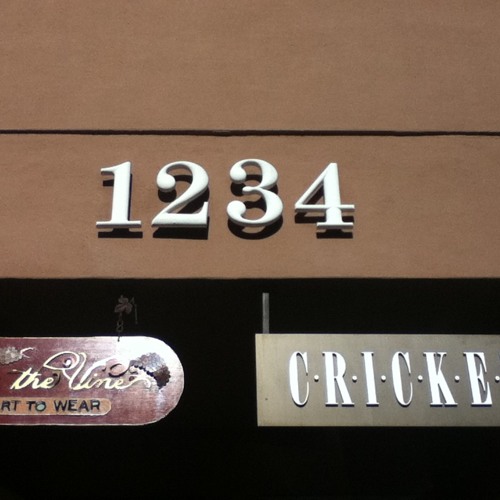 1234
the Vine
RT TO WEAR
C·R·I·C·K·E·